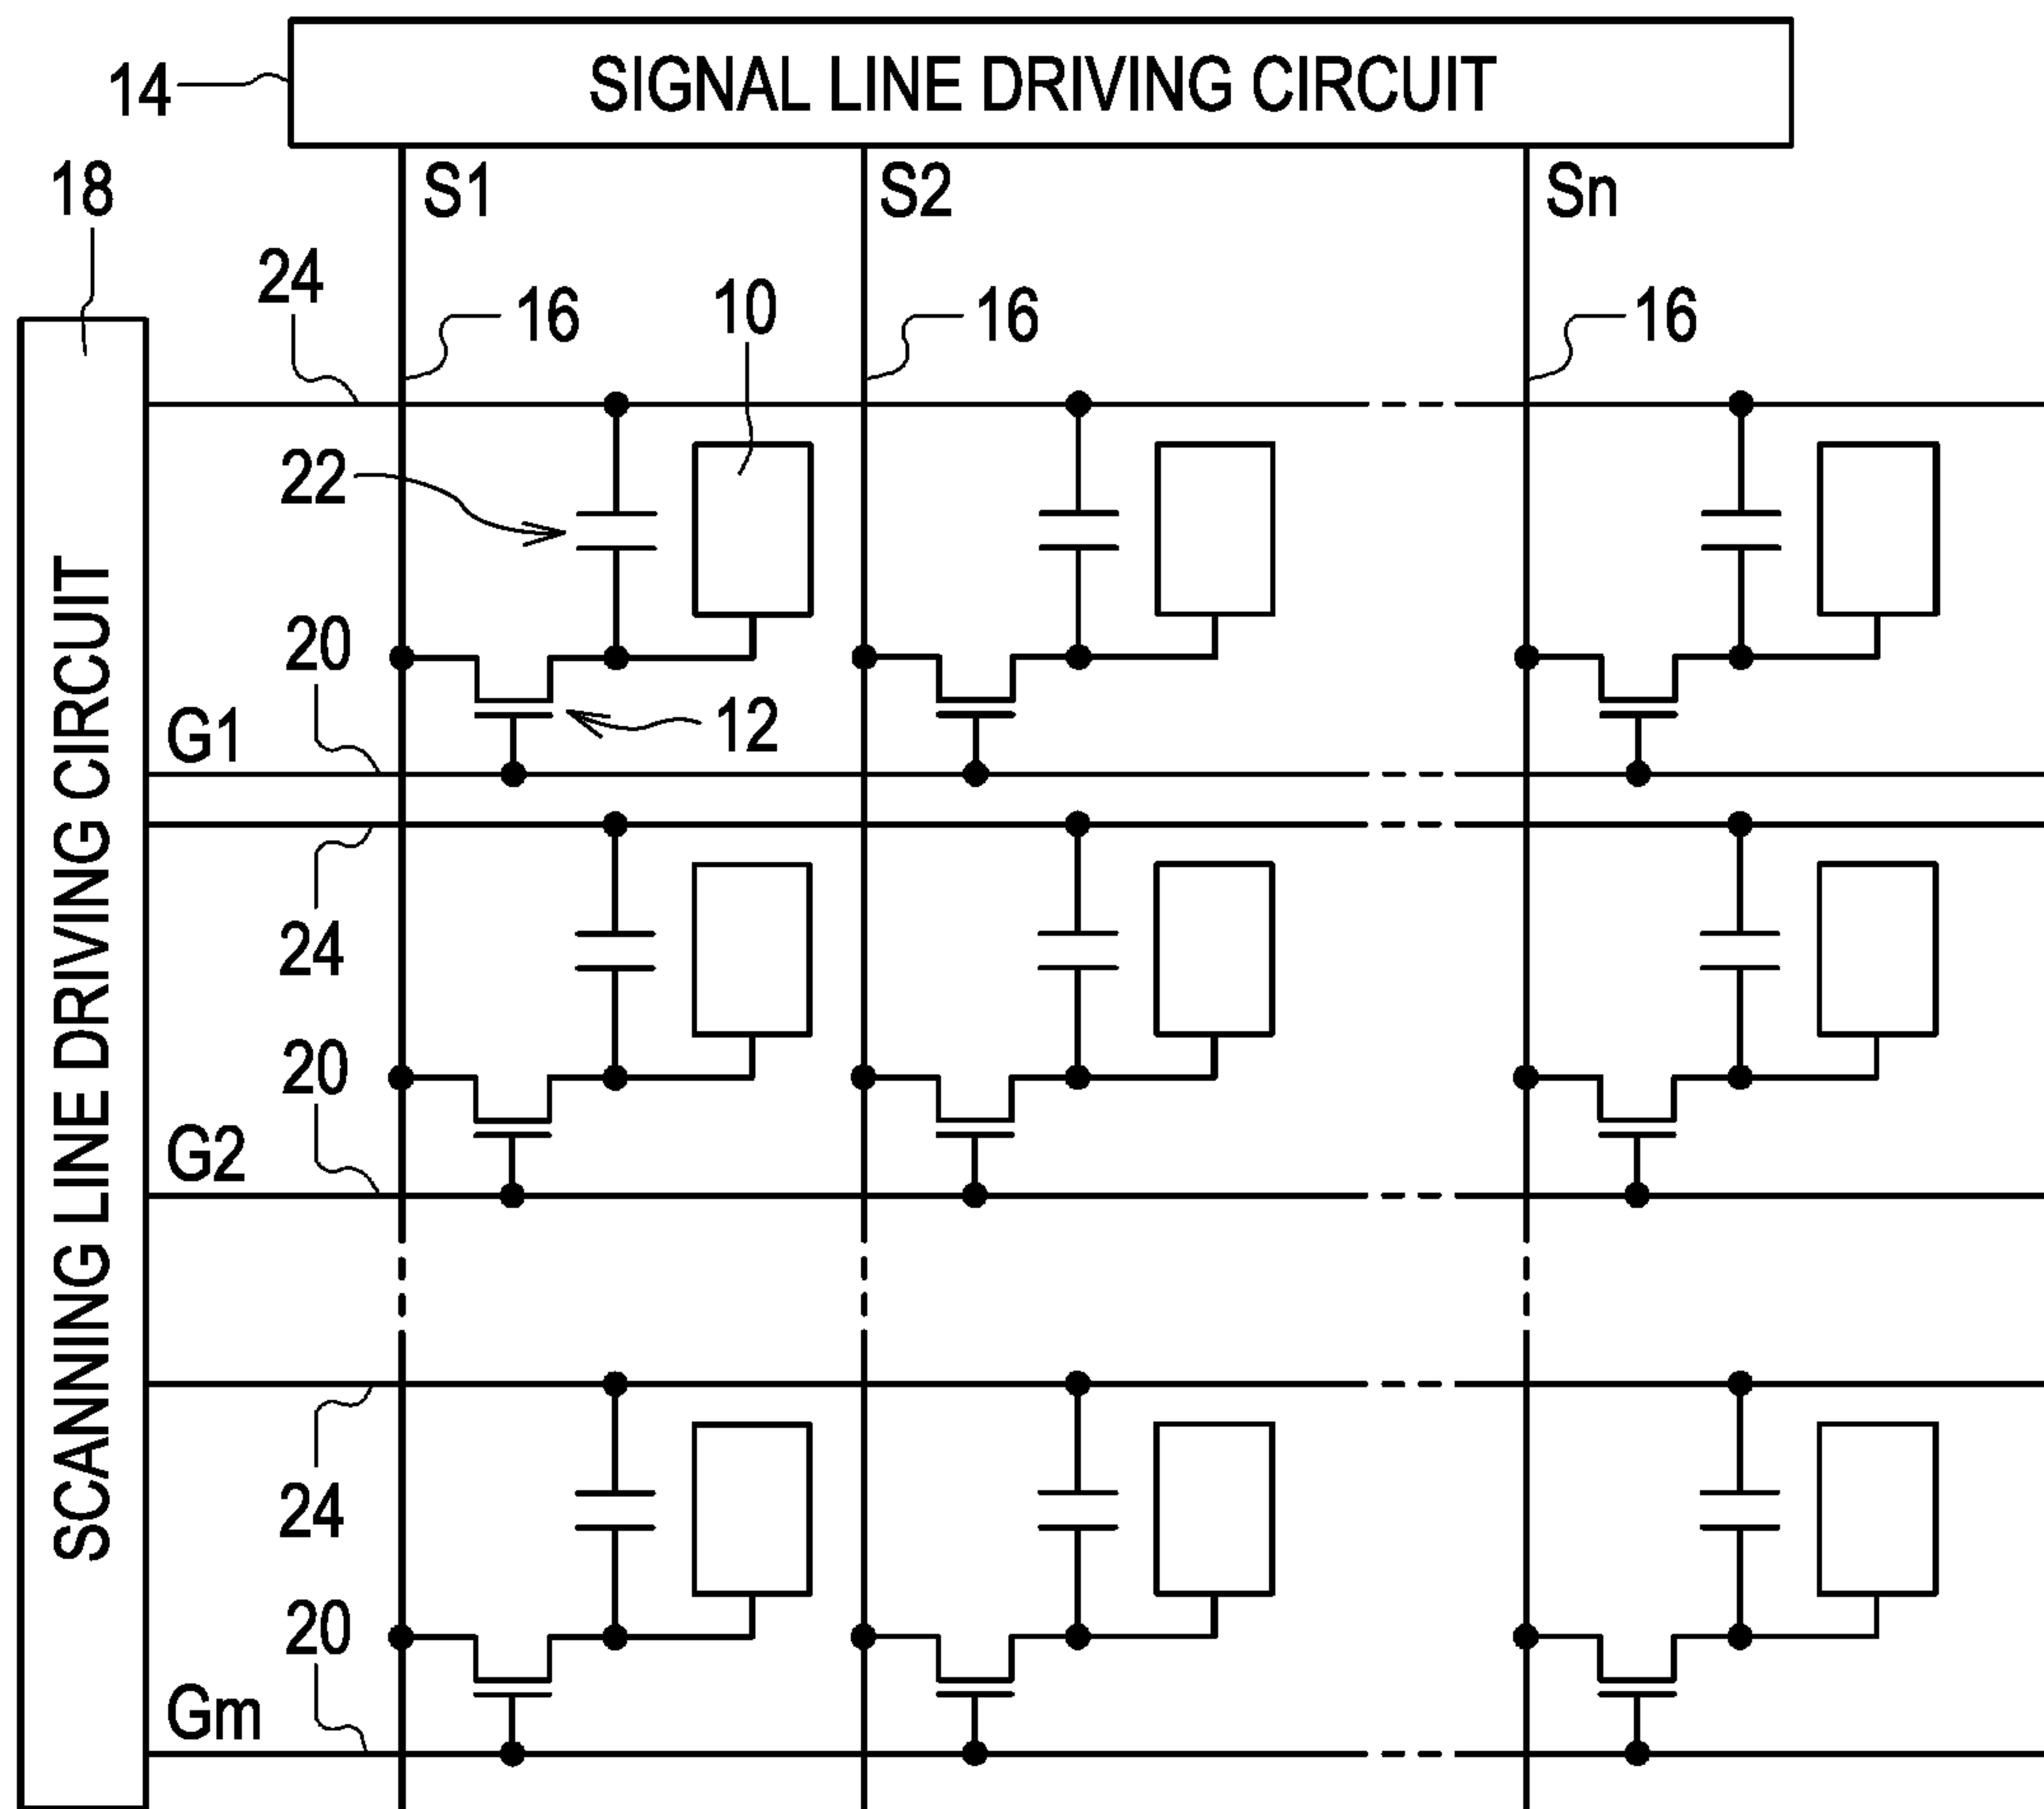 SIGNAL LINE DRIVING CIRCUIT
14
18
S1
S2
Sn
24
16
10
16
16
22
20
12
G1
SCANNING LINE DRIVING CIRCUIT
24
20
G2
24
20
Gm